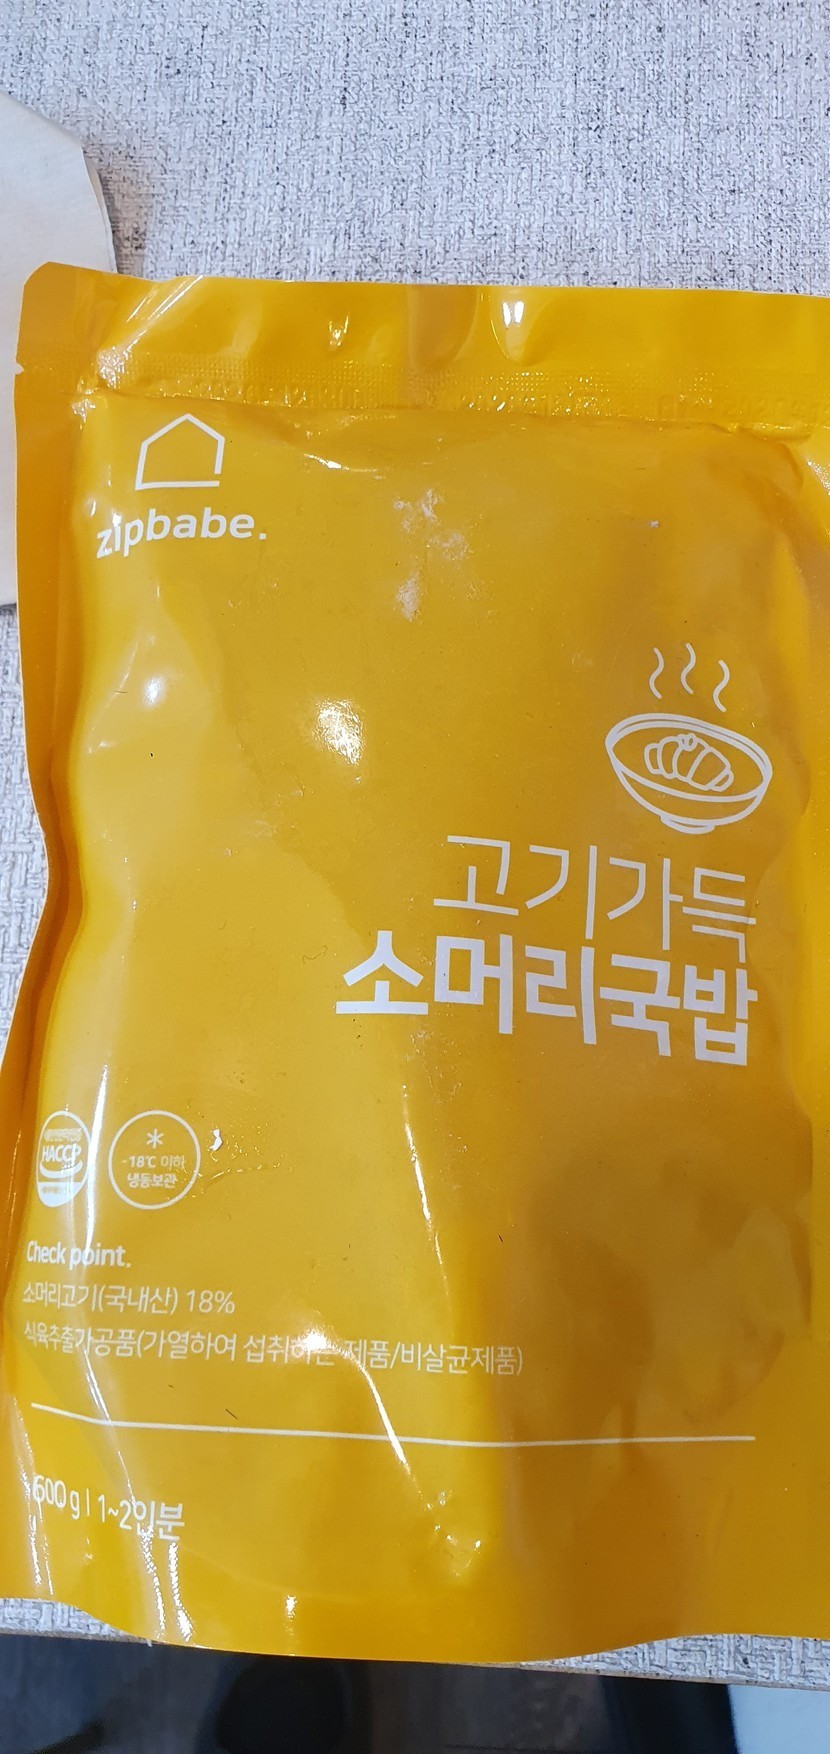 zipbabe.
고기가득
소머리국밥
HACCP
-18℃ 이하
냉동보관
Check point.
소머리고기(국내산) 18%
식육추출가공품(가열하여 섭취하는 제품/비살균제품)
600g | 1~2인분